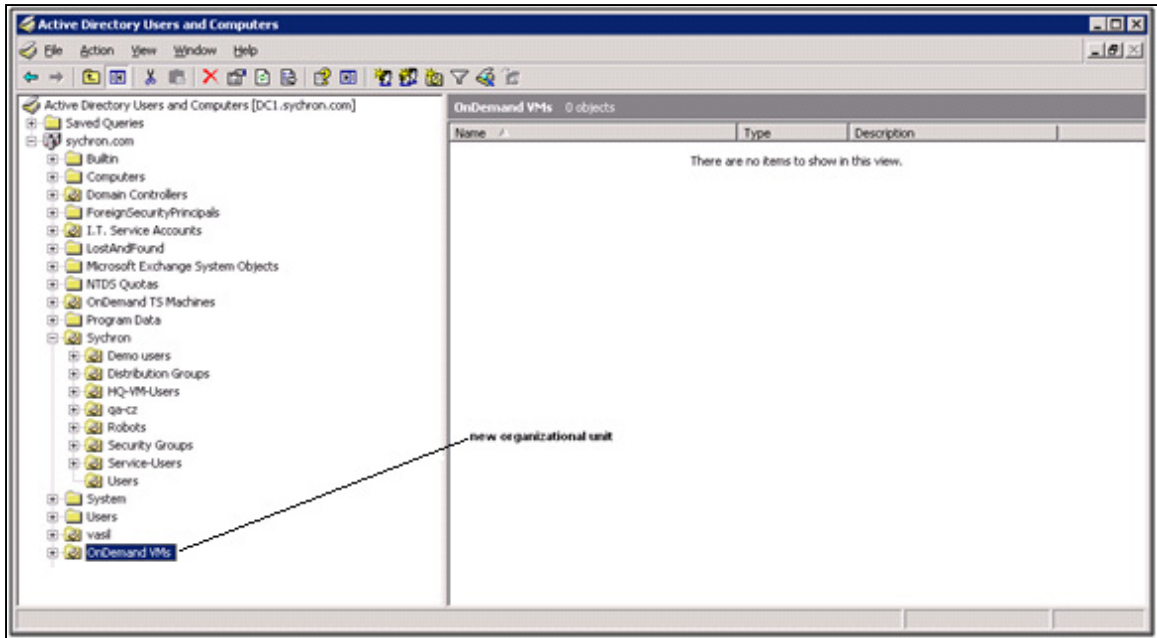 Active Directory Users and Computers
File Action View Window Help
Active Directory Users and Computers [DC1.sychron.com]
Saved Queries
sychron.com
Builtin
Computers
Domain Controllers
ForeignSecurityPrincipals
I.T. Service Accounts
LostAndFound
Microsoft Exchange System Objects
NTDS Quotas
OnDemand TS Machines
Program Data
Sychron
Demo users
Distribution Groups
HQ-VM-Users
qa-cz
Robots
Security Groups
Service-Users
Users
System
Users
vasil
OnDemand VMs
OnDemand VMs 0 objects
Name Type Description
There are no items to show in this view.
new organizational unit